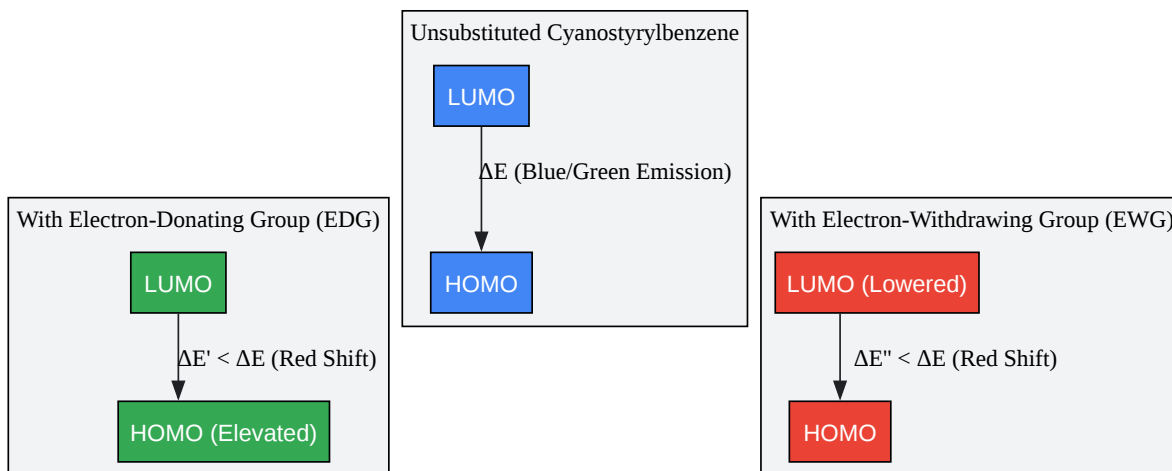 Unsubstituted Cyanostyrylbenzene
LUMO
ΔE (Blue/Green Emission)
HOMO
With Electron-Donating Group (EDG)
LUMO
ΔE' < ΔE (Red Shift)
HOMO (Elevated)
With Electron-Withdrawing Group (EWG)
LUMO (Lowered)
ΔE'' < ΔE (Red Shift)
HOMO